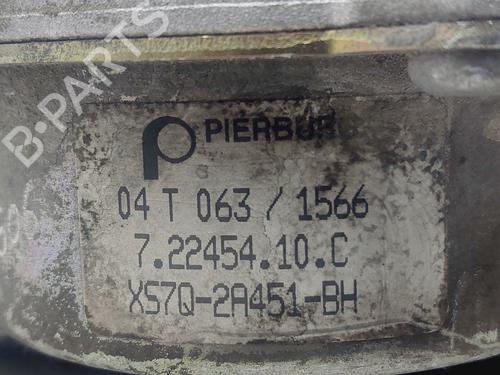 B-PARTS
PIERBURG
04 T 063 / 1566
7.22454.10.C
XS7Q-2A451-BH